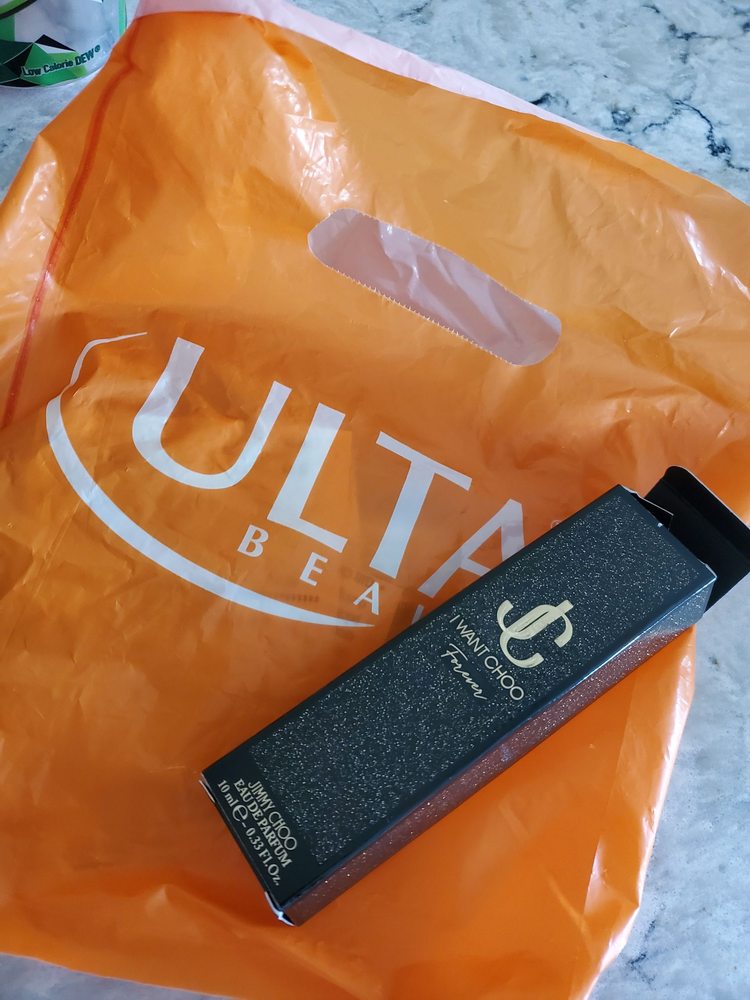 Low Calorie DEW®
ULTA
BEA
JC
I WANT CHOO
Forever
JIMMY CHOO
EAU DE PARFUM
10 ml e - 0.33 Fl.Oz.